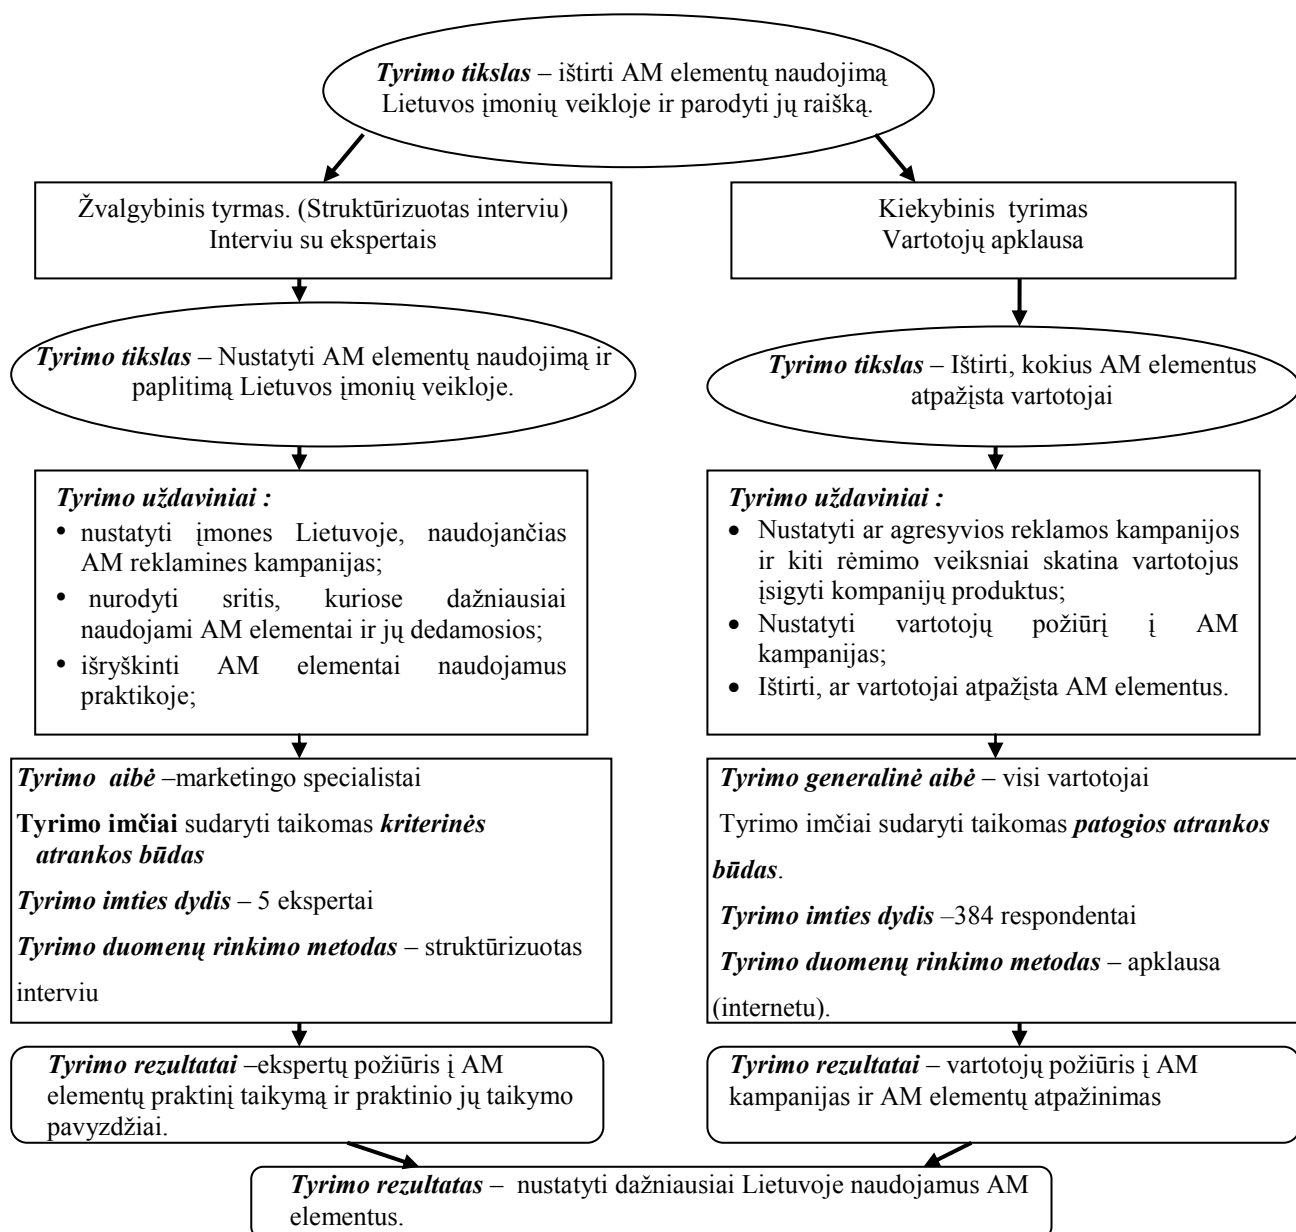 Tyrimo tikslas – ištirti AM elementų naudojimą
Lietuvos įmonių veikloje ir parodyti jų raišką.
Žvalgybinis tyrmas. (Struktūrizuotas interviu)
Interviu su ekspertais
Kiekybinis tyrimas
Vartotojų apklausa
Tyrimo tikslas – Nustatyti AM elementų naudojimą ir
paplitimą Lietuvos įmonių veikloje.
Tyrimo tikslas – Ištirti, kokius AM elementus
atpažįsta vartotojai
Tyrimo uždaviniai :
• nustatyti įmones Lietuvoje, naudojančias
AM reklamines kampanijas;
• nurodyti sritis, kuriose dažniausiai
naudojami AM elementai ir jų dedamosios;
• išryškinti AM elementai naudojamus
praktikoje;
Tyrimo uždaviniai :
• Nustatyti ar agresyvios reklamos kampanijos
ir kiti rėmimo veiksniai skatina vartotojus
įsigyti kompanijų produktus;
• Nustatyti vartotojų požiūrį į AM
kampanijas;
• Ištirti, ar vartotojai atpažįsta AM elementus.
Tyrimo aibė –marketingo specialistai
Tyrimo imčiai sudaryti taikomas kriterinės
atrankos būdas
Tyrimo imties dydis – 5 ekspertai
Tyrimo duomenų rinkimo metodas – struktūrizuotas
interviu
Tyrimo generalinė aibė – visi vartotojai
Tyrimo imčiai sudaryti taikomas patogios atrankos
būdas.
Tyrimo imties dydis –384 respondentai
Tyrimo duomenų rinkimo metodas – apklausa
(internetu).
Tyrimo rezultatai –ekspertų požiūris į AM
elementų praktinį taikymą ir praktinio jų taikymo
pavyzdžiai.
Tyrimo rezultatai – vartotojų požiūris į AM
kampanijas ir AM elementų atpažinimas
Tyrimo rezultatas – nustatyti dažniausiai Lietuvoje naudojamus AM
elementus.